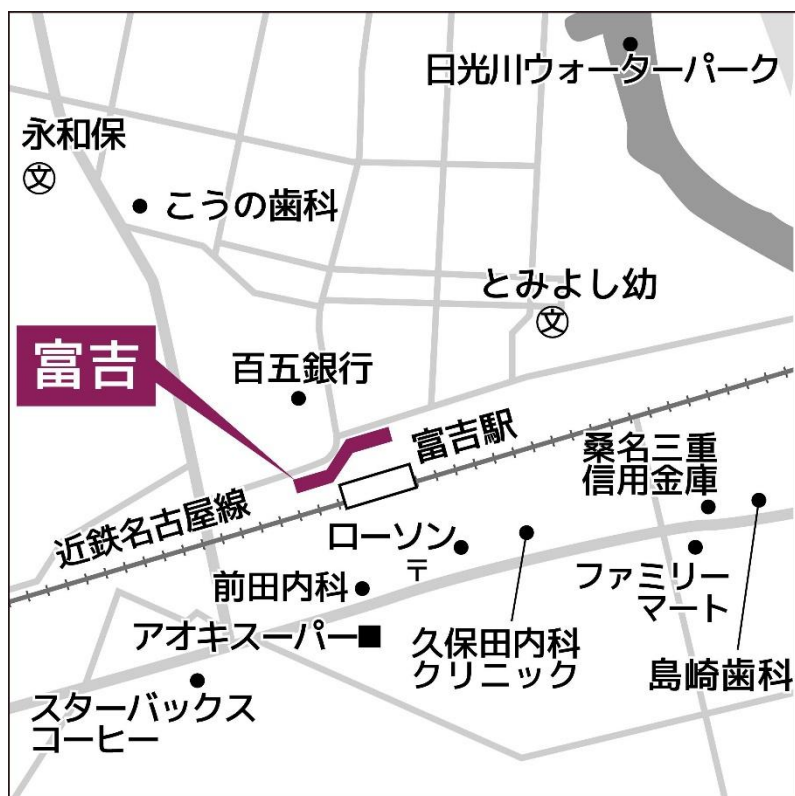 日光川ウォーターパーク
永和保
文
こうの歯科
とみよし幼
文
富吉
百五銀行
富吉駅
桑名三重
信用金庫
近鉄名古屋線
ローソン
〒
ファミリー
マート
前田内科
アオキスーパー
久保田内科
クリニック
島崎歯科
スターバックス
コーヒー